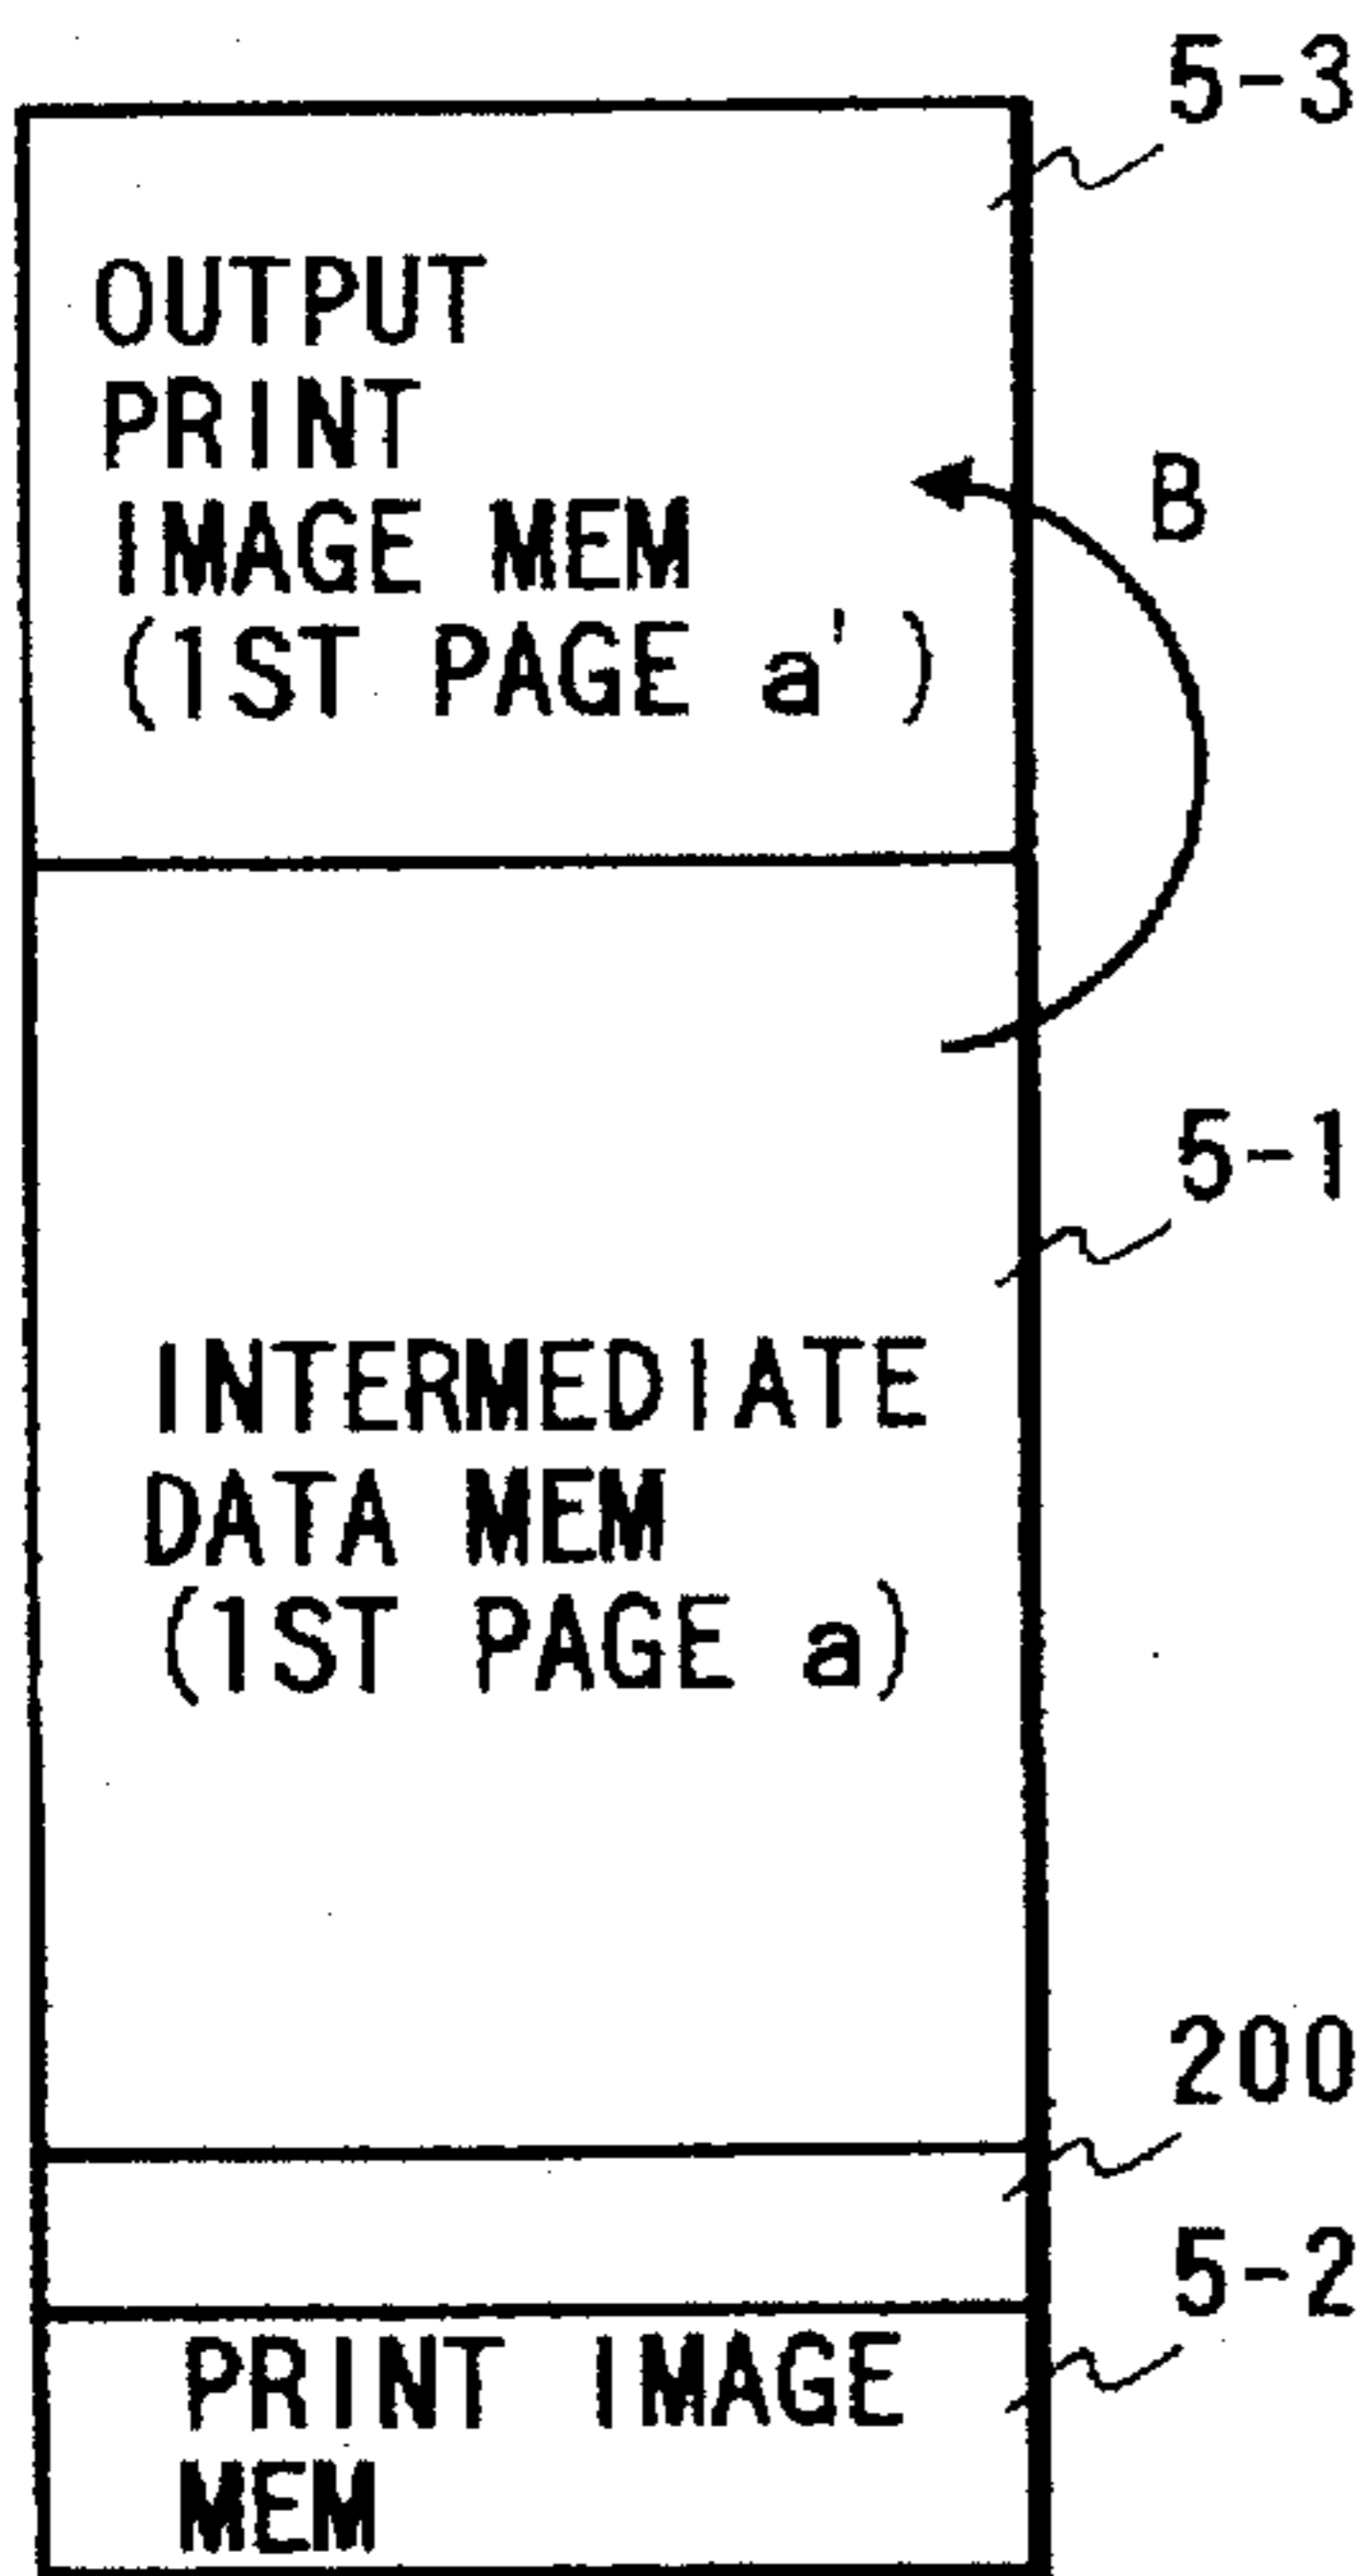 5-3
OUTPUT
PRINT
IMAGE MEM
(1ST PAGE a')
B
5-1
INTERMEDIATE
DATA MEM
(1ST PAGE a)
200
5-2
PRINT IMAGE
MEM